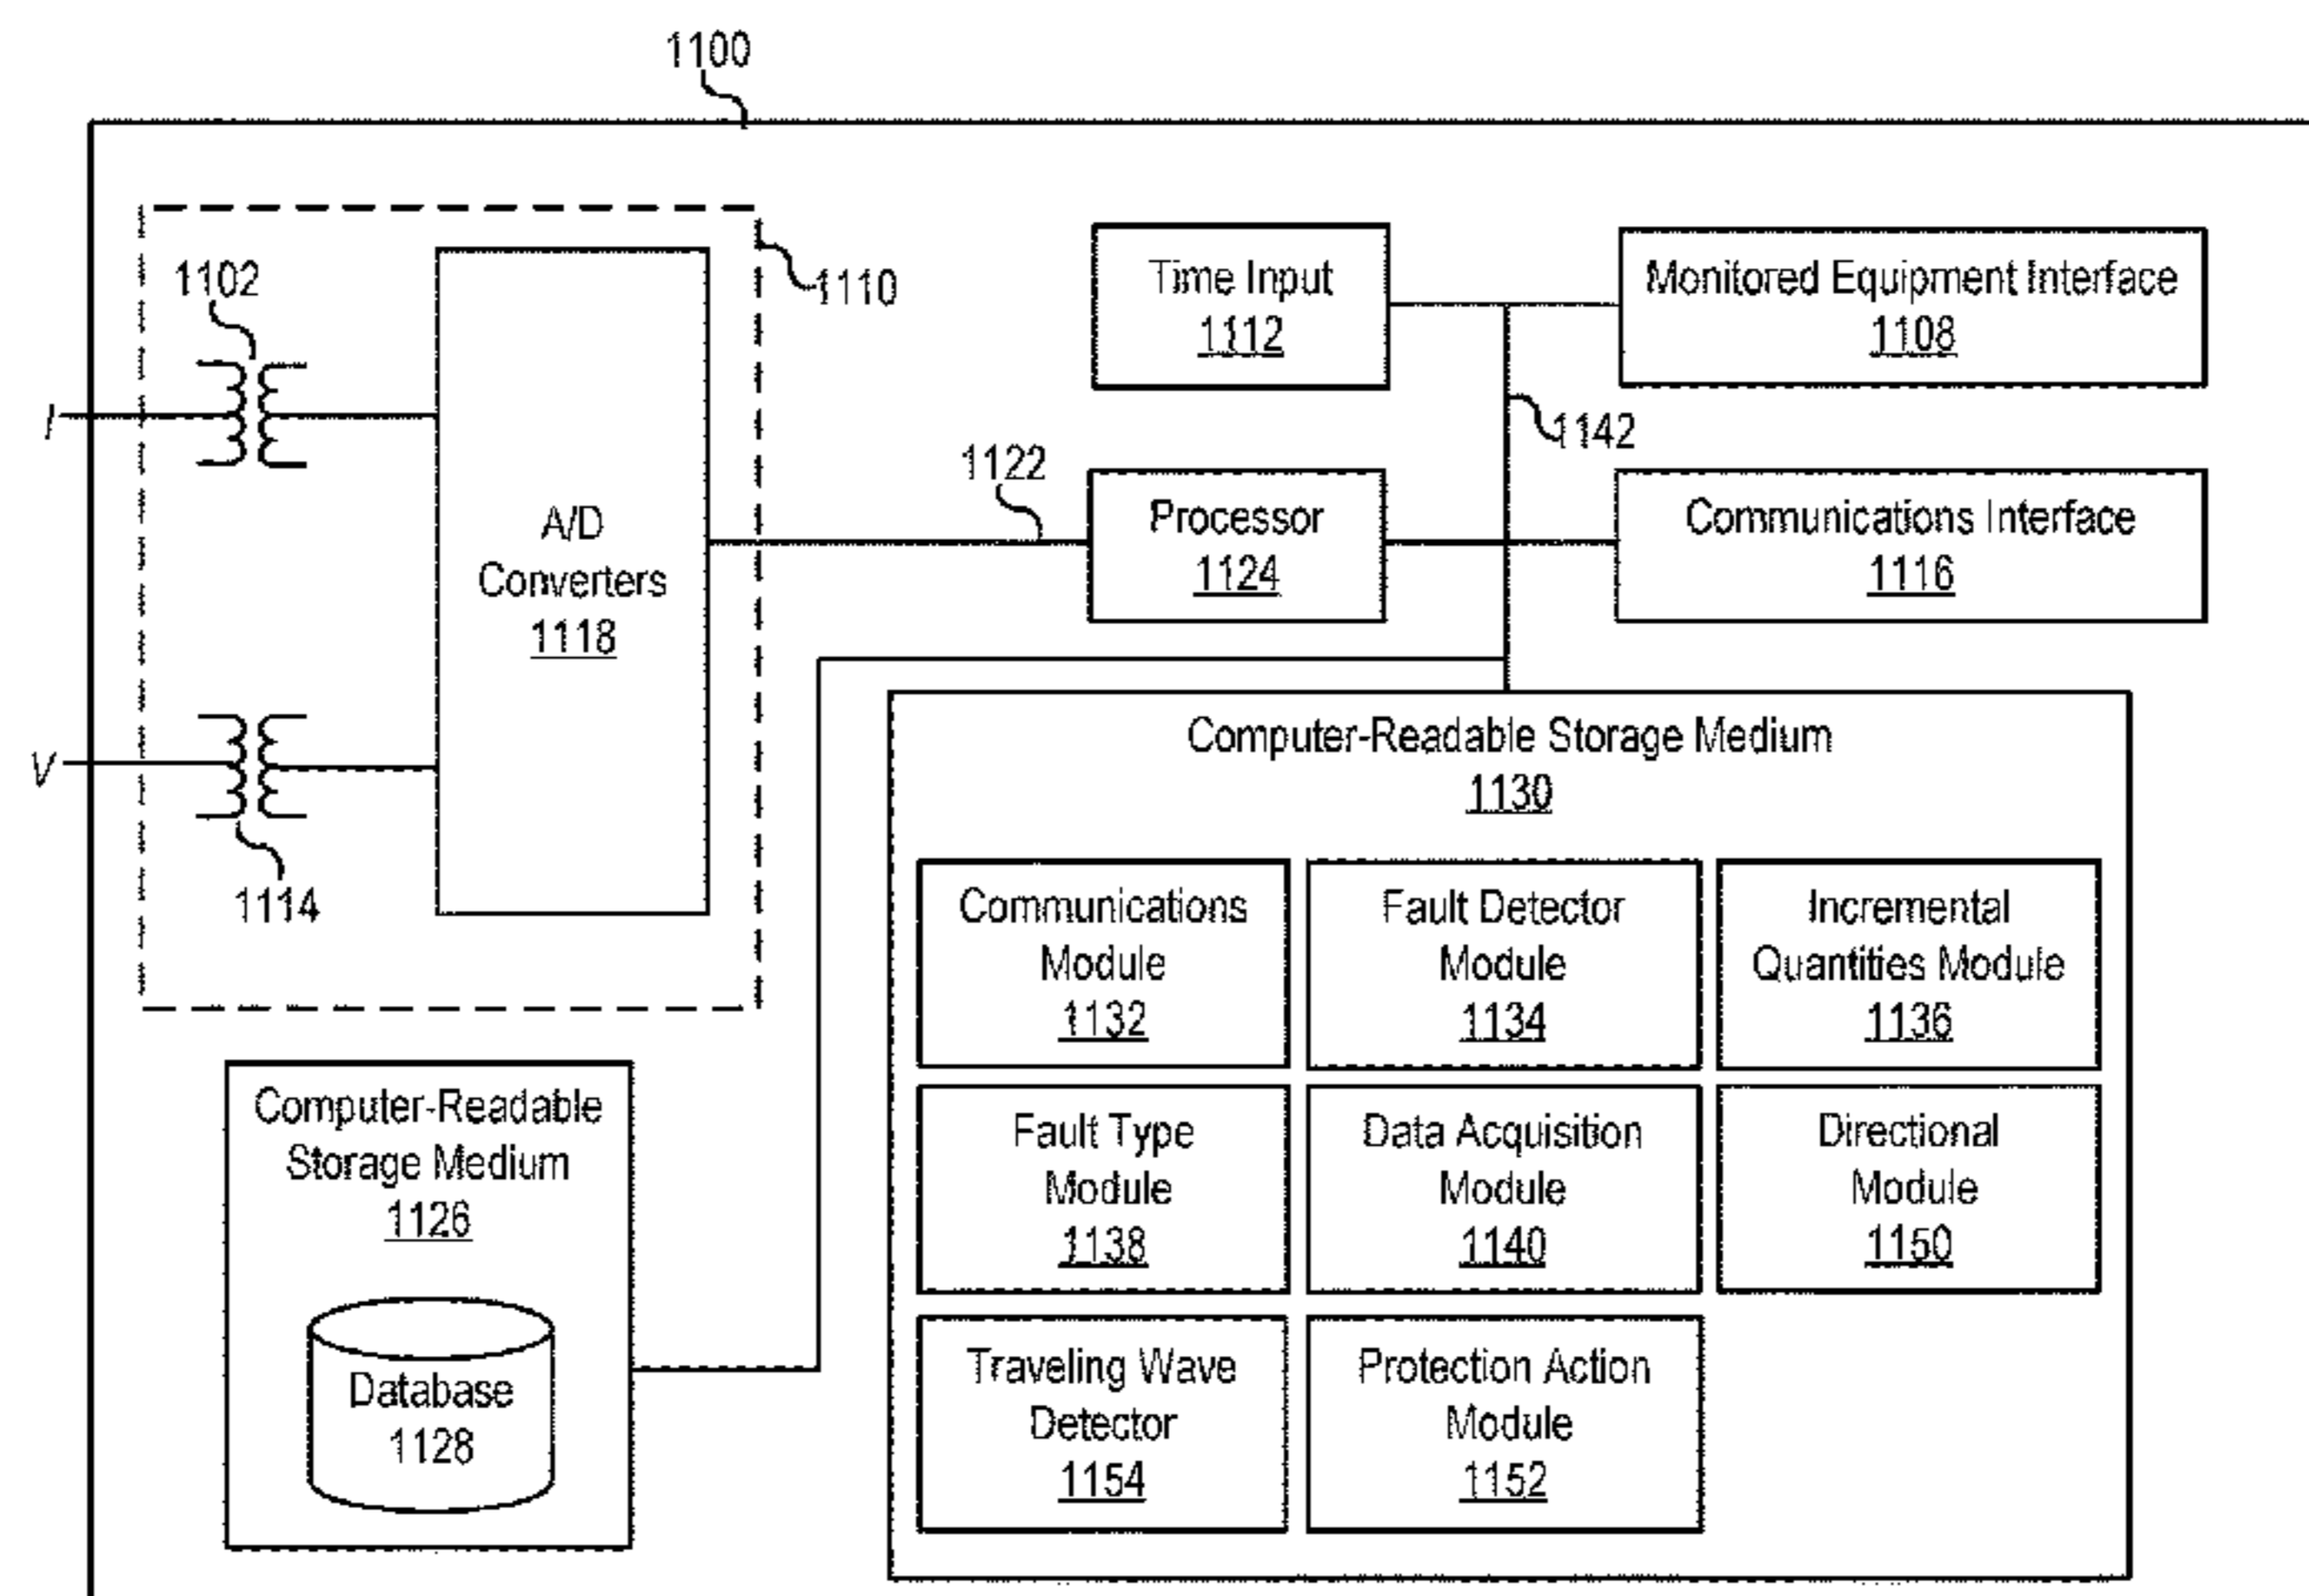 1100
1102
1110
I
A/D
Converters
1118
V
1114
Time Input
1112
Monitored Equipment Interface
1108
1142
1122
Processor
1124
Communications Interface
1116
Computer-Readable Storage Medium
1130
Communications
Module
1132
Fault Detector
Module
1134
Incremental
Quantities Module
1136
Fault Type
Module
1138
Data Acquisition
Module
1140
Directional
Module
1150
Traveling Wave
Detector
1154
Protection Action
Module
1152
Computer-Readable
Storage Medium
1126
Database
1128